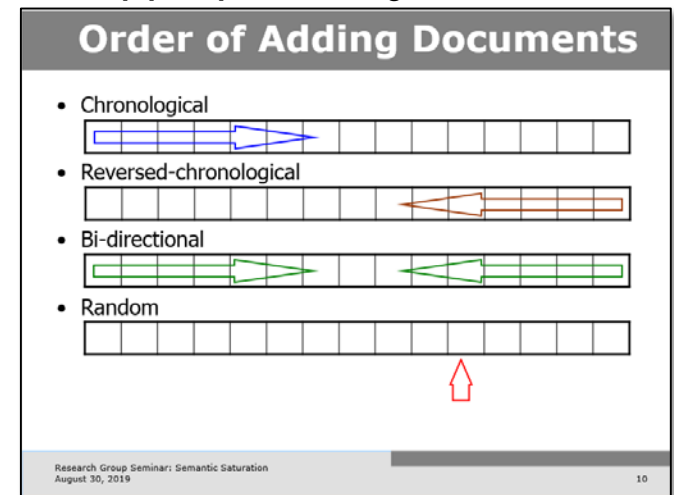 Order of Adding Documents
• Chronological
• Reversed-chronological
• Bi-directional
• Random
Research Group Seminar: Semantic Saturation
August 30, 2019
10